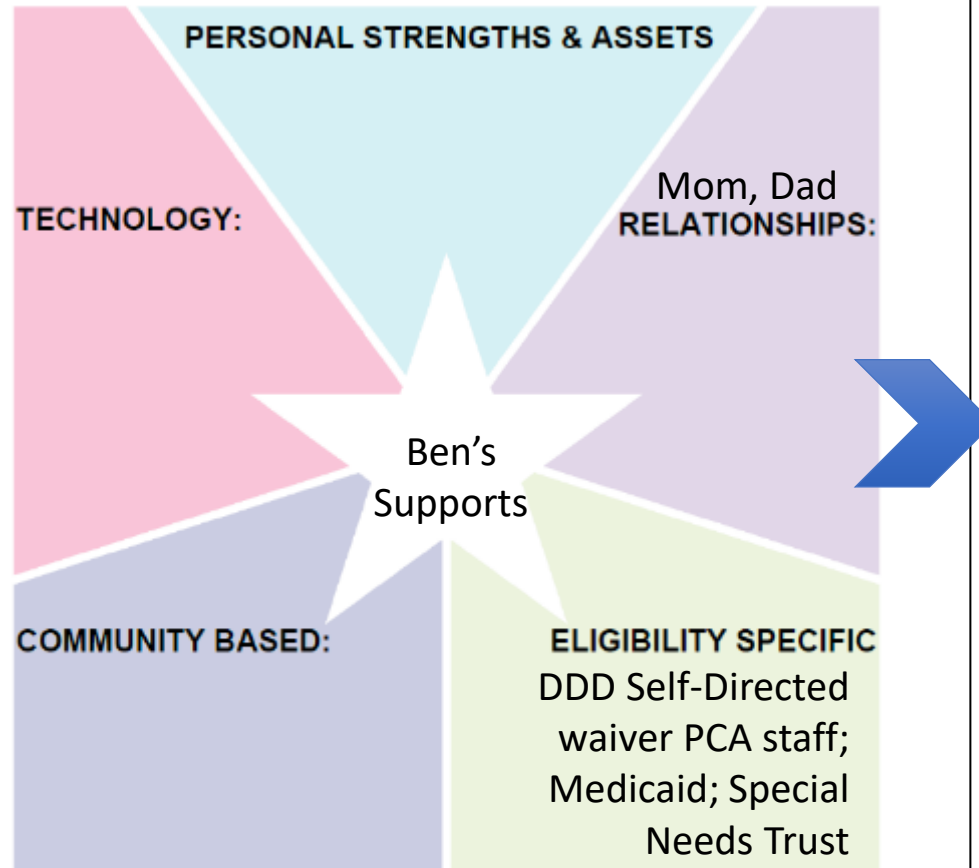 PERSONAL STRENGTHS & ASSETS
TECHNOLOGY:
Mom, Dad
RELATIONSHIPS:
Ben’s
Supports
COMMUNITY BASED:
ELIGIBILITY SPECIFIC
DDD Self-Directed
waiver PCA staff;
Medicaid; Special
Needs Trust